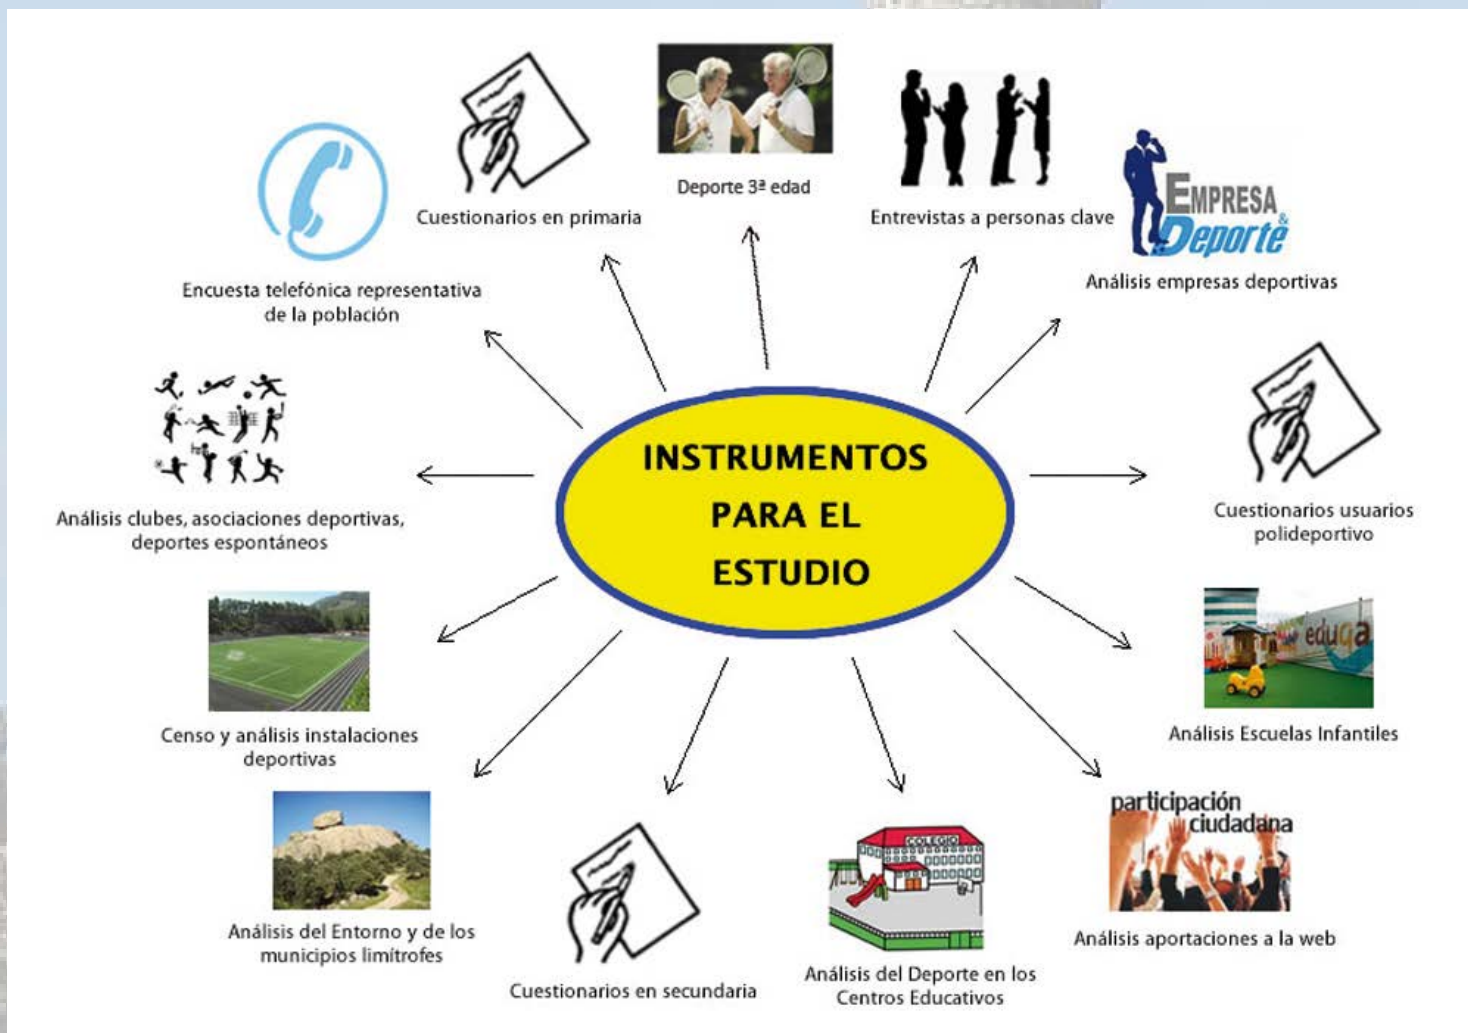 Deporte 3ª edad
Cuestionarios en primaria
Entrevistas a personas clave
EMPRESA
& Deporte
Análisis empresas deportivas
Encuesta telefónica representativa
de la población
INSTRUMENTOS
PARA EL
ESTUDIO
Análisis clubes, asociaciones deportivas,
deportes espontáneos
Cuestionarios usuarios
polideportivo
eduqa
Censo y análisis instalaciones
deportivas
Análisis Escuelas Infantiles
participación
ciudadana
COLEGIO
Análisis del Entorno y de los
municipios limítrofes
Análisis aportaciones a la web
Análisis del Deporte en los
Centros Educativos
Cuestionarios en secundaria